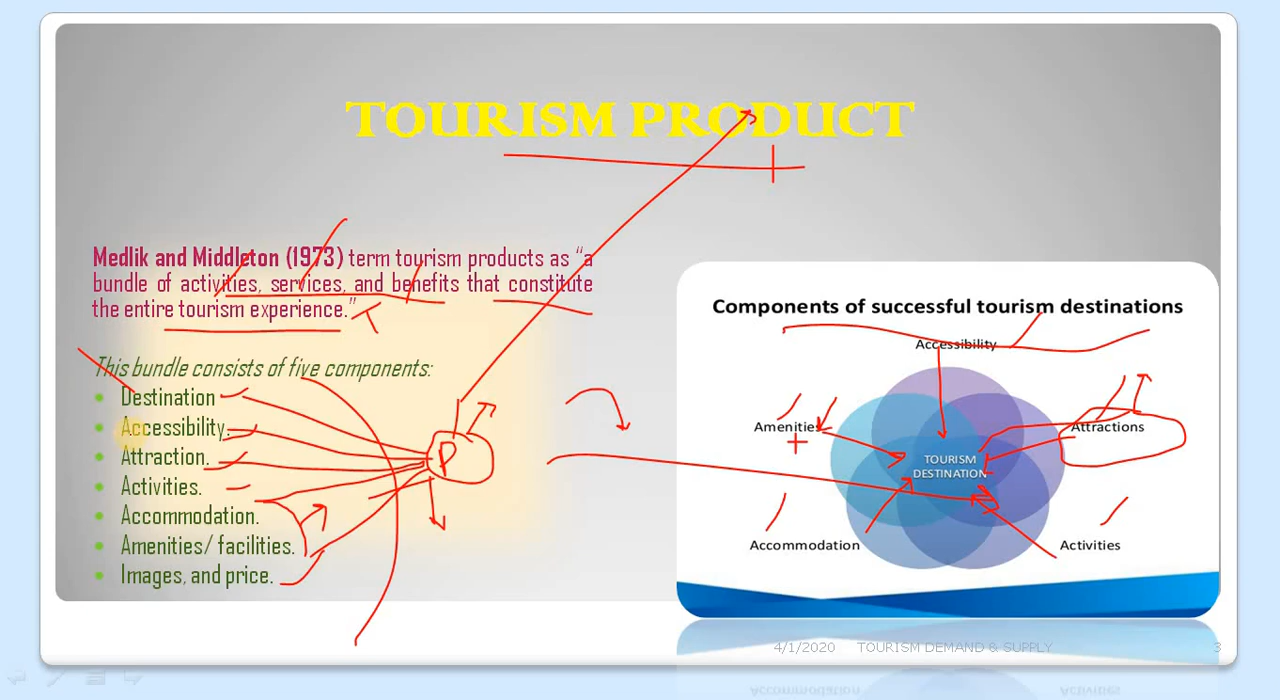 TOURISM PRODUCT
Medlik and Middleton (1973) term tourism products as “a
bundle of activities, services, and benefits that constitute
the entire tourism experience.”
This bundle consists of five components:
Destination
Accessibility.
Attraction.
Activities.
Accommodation.
Amenities/ facilities.
Images, and price.
P
Components of successful tourism destinations
Accessibility
Amenities
Attractions
TOURISM
DESTINATION
Accommodation
Activities
4/1/2020
TOURISM DEMAND & SUPPLY
3
Accommodation
Activities